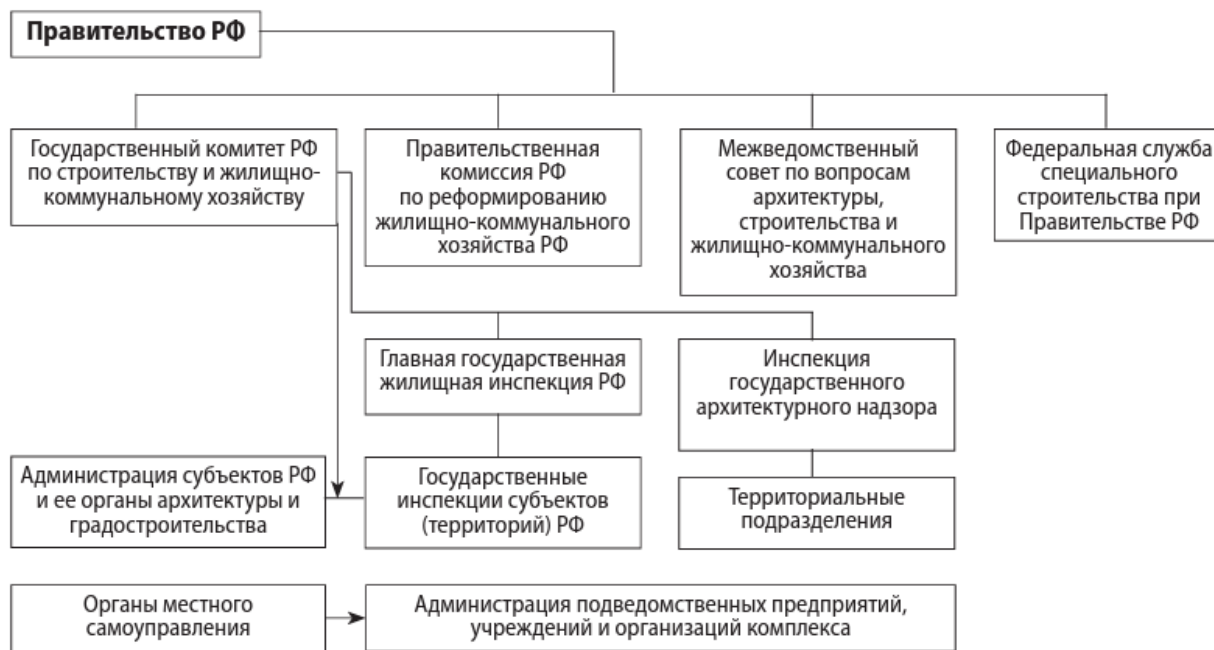 Правительство РФ
Государственный комитет РФ
по строительству и жилищно-
коммунальному хозяйству
Правительственная
комиссия РФ
по реформированию
жилищно-коммунального
хозяйства РФ
Межведомственный
совет по вопросам
архитектуры,
строительства и
жилищно-коммунального
хозяйства
Федеральная служба
специального
строительства при
Правительстве РФ
Главная государственная
жилищная инспекция РФ
Инспекция
государственного
архитектурного надзора
Администрация субъектов РФ
и ее органы архитектуры и
градостроительства
Государственные
инспекции субъектов
(территорий) РФ
Территориальные
подразделения
Органы местного
самоуправления
Администрация подведомственных предприятий,
учреждений и организаций комплекса